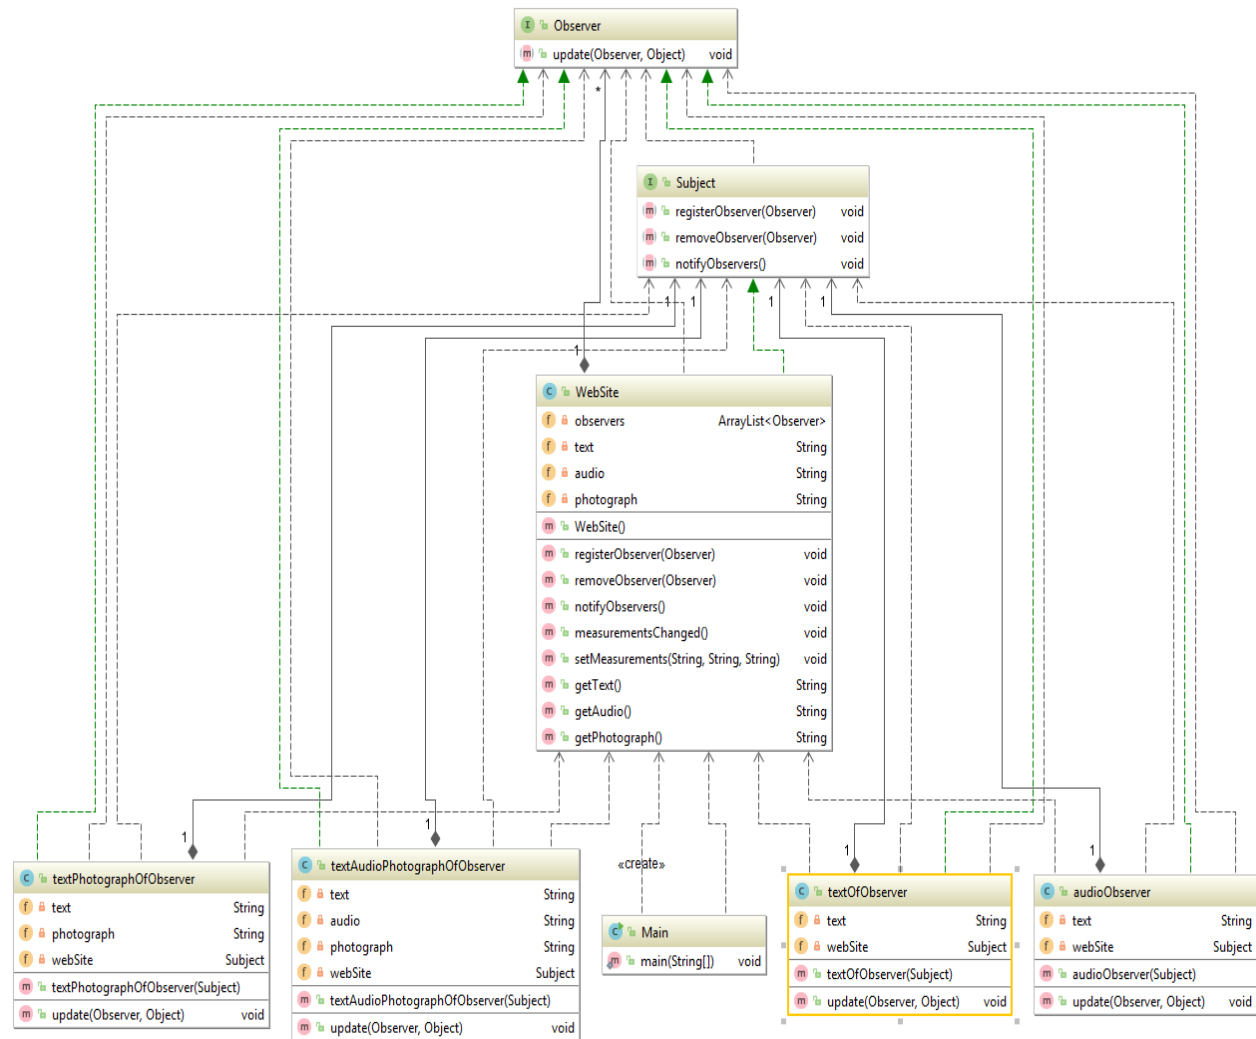 Observer
update(Observer, Object) void
*
Subject
registerObserver(Observer) void
removeObserver(Observer) void
notifyObservers() void
1 1 1 1
1
WebSite
observers ArrayList<Observer>
text String
audio String
photograph String
WebSite()
registerObserver(Observer) void
removeObserver(Observer) void
notifyObservers() void
measurementsChanged() void
setMeasurements(String, String, String) void
getText() String
getAudio() String
getPhotograph() String
1
textPhotographOfObserver
text String
photograph String
webSite Subject
textPhotographOfObserver(Subject)
update(Observer, Object) void
1
textAudioPhotographOfObserver
text String
audio String
photograph String
webSite Subject
textAudioPhotographOfObserver(Subject)
update(Observer, Object) void
«create»
Main
main(String[]) void
1
textOfObserver
text String
webSite Subject
textOfObserver(Subject)
update(Observer, Object) void
1
audioObserver
text String
webSite Subject
audioObserver(Subject)
update(Observer, Object) void